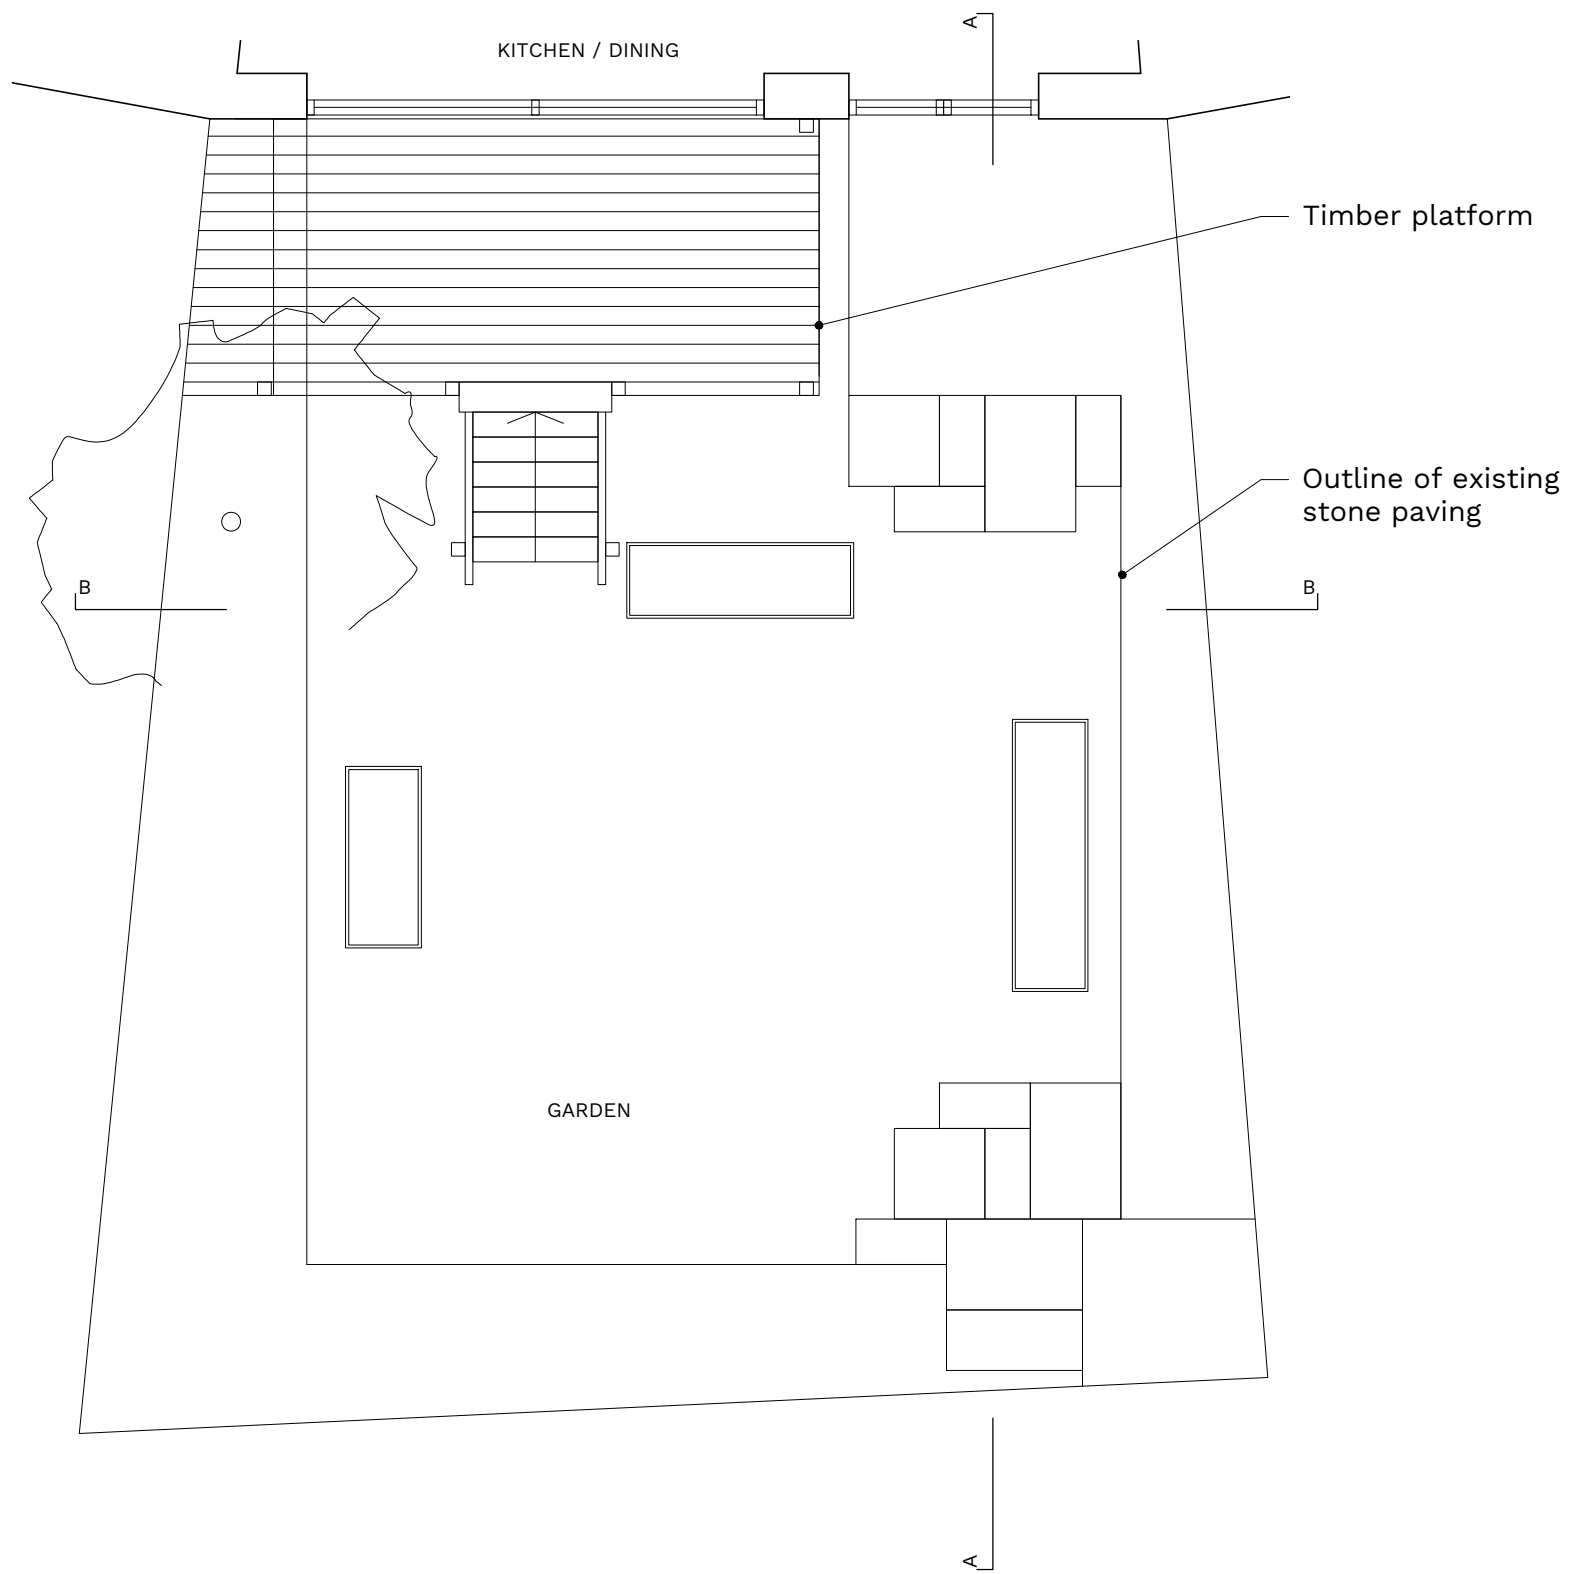 A
KITCHEN / DINING
Timber platform
Outline of existing
stone paving
B
B
GARDEN
A